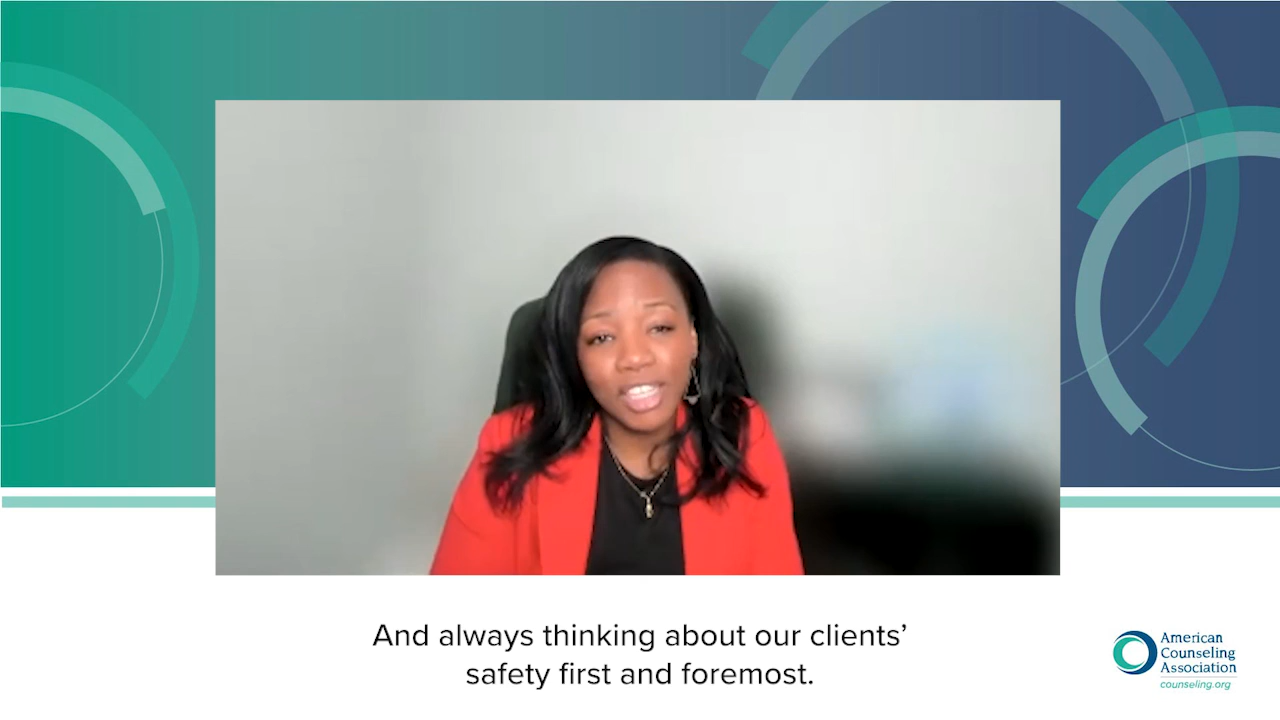 And always thinking about our clients’
safety first and foremost.
American
Counseling
Association
counseling.org